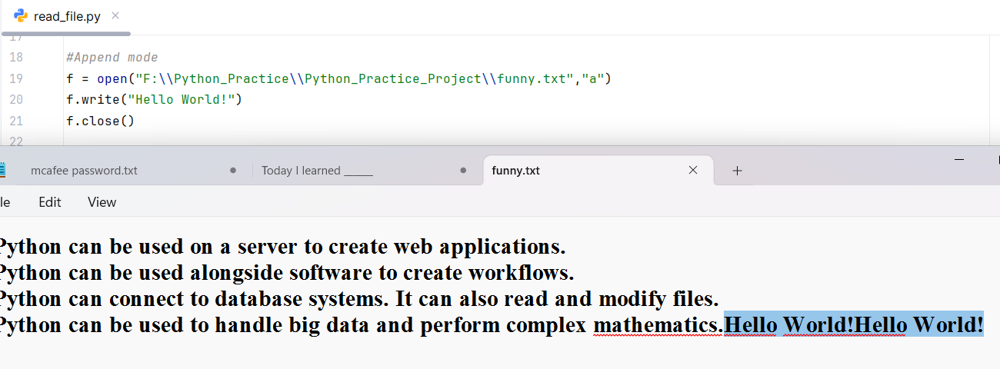 read_file.py
17
18 #Append mode
19 f = open("F:\\Python_Practice\\Python_Practice_Project\\funny.txt","a")
20 f.write("Hello World!")
21 f.close()
22
mcafee password.txt Today I learned _____ funny.txt
le Edit View
Python can be used on a server to create web applications.
Python can be used alongside software to create workflows.
Python can connect to database systems. It can also read and modify files.
Python can be used to handle big data and perform complex mathematics.Hello World!Hello World!